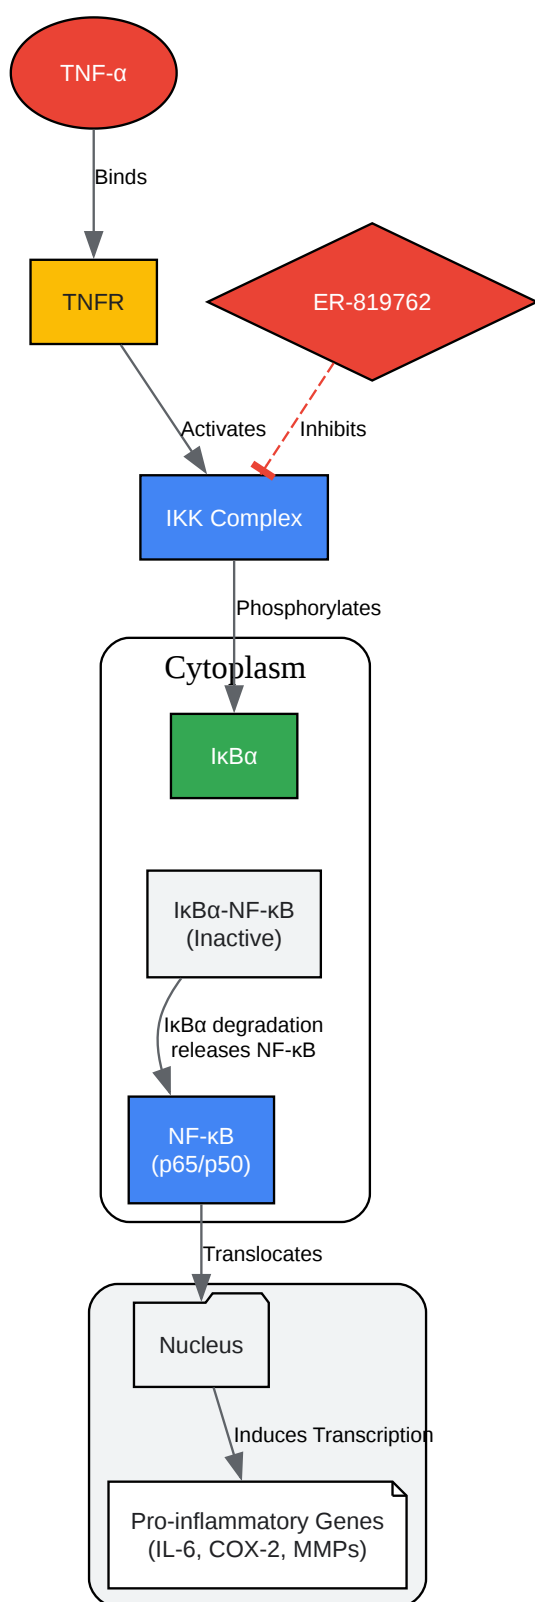 TNF-α
Binds
TNFR
ER-819762
Activates
Inhibits
IKK Complex
Phosphorylates
Cytoplasm
IκBα
IκBα-NF-κB
(Inactive)
IκBα degradation
releases NF-κB
NF-κB
(p65/p50)
Translocates
Nucleus
Induces Transcription
Pro-inflammatory Genes
(IL-6, COX-2, MMPs)